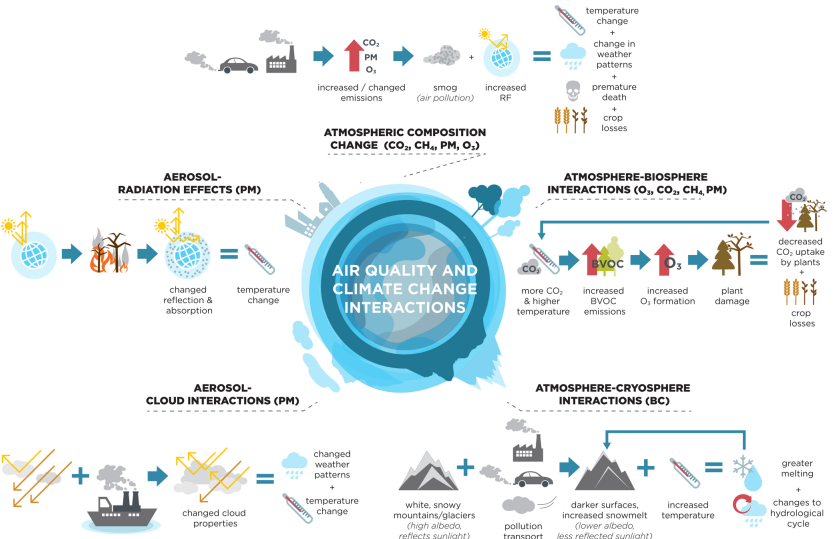 temperature
change
+
change in
weather
patterns
+
premature
death
+
crop
losses
CO₂
PM
O₃
+
=
increased / changed
emissions
smog
(air pollution)
increased
RF
ATMOSPHERIC COMPOSITION
CHANGE (CO₂, CH₄, PM, O₃)
AEROSOL-
RADIATION EFFECTS (PM)
=
changed
reflection &
absorption
temperature
change
ATMOSPHERE-BIOSPHERE
INTERACTIONS (O₃, CO₂, CH₄, PM)
CO₂
CO₂
BVOC
O₃
=
more CO₂
& higher
temperature
increased
BVOC
emissions
increased
O₃ formation
plant
damage
decreased
CO₂ uptake
by plants
+
crop
losses
AIR QUALITY AND
CLIMATE CHANGE
INTERACTIONS
AEROSOL-
CLOUD INTERACTIONS (PM)
+
=
changed cloud
properties
changed
weather
patterns
+
temperature
change
ATMOSPHERE-CRYOSPHERE
INTERACTIONS (BC)
+
+
=
white, snowy
mountains/glaciers
(high albedo,
reflects sunlight)
pollution
transport
darker surfaces,
increased snowmelt
(lower albedo,
less reflected sunlight)
increased
temperature
greater
melting
+
changes to
hydrological
cycle